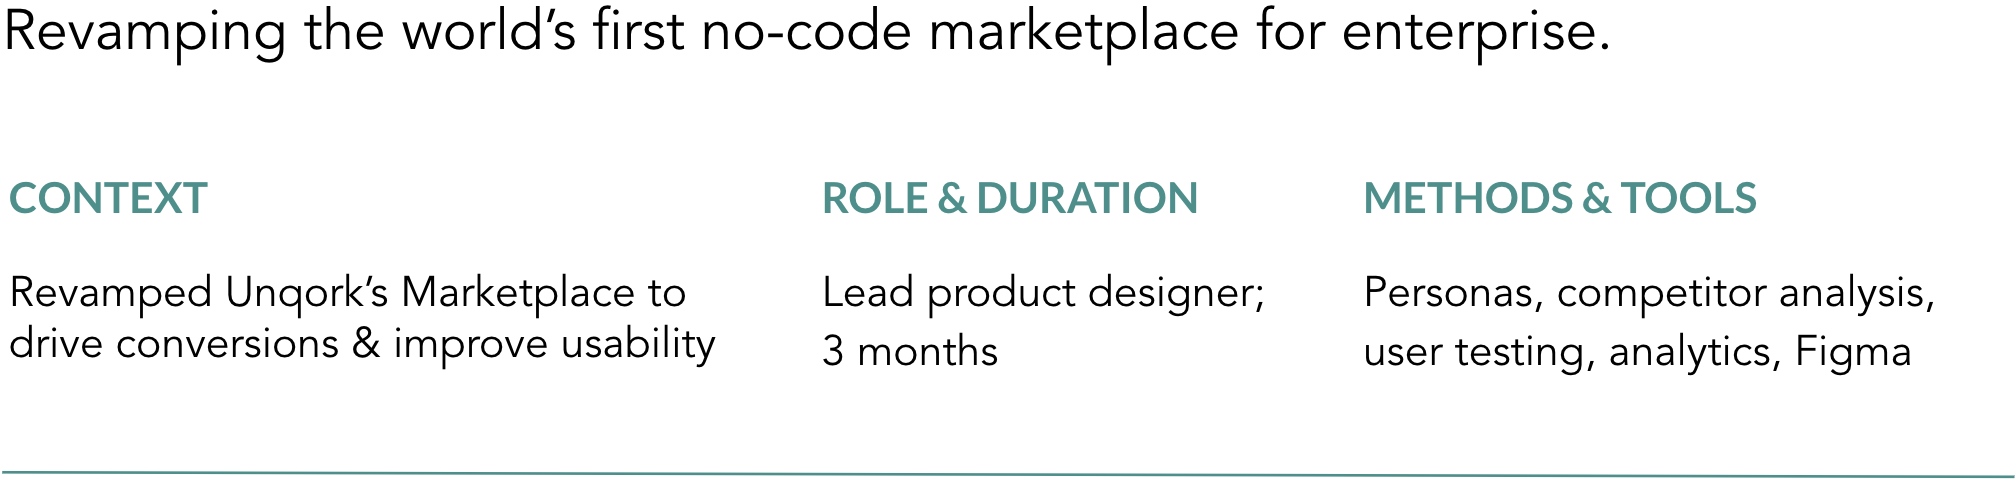 Revamping the world’s first no-code marketplace for enterprise.
CONTEXT
Revamped Unqork’s Marketplace to
drive conversions & improve usability
ROLE & DURATION
Lead product designer;
3 months
METHODS & TOOLS
Personas, competitor analysis,
user testing, analytics, Figma